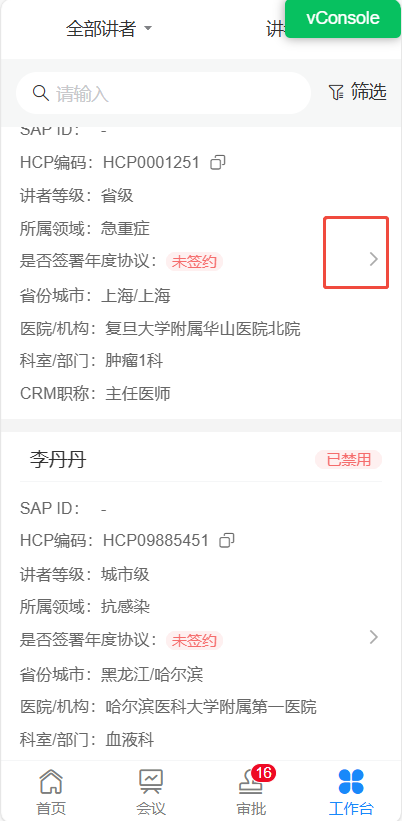 全部讲者
讲
vConsole
请输入
筛选
SAP ID： -
HCP编码：HCP0001251
讲者等级：省级
所属领域：急重症
是否签署年度协议：未签约
省份城市：上海/上海
医院/机构：复旦大学附属华山医院北院
科室/部门：肿瘤1科
CRM职称：主任医师
李丹丹
已禁用
SAP ID： -
HCP编码：HCP09885451
讲者等级：城市级
所属领域：抗感染
是否签署年度协议：未签约
省份城市：黑龙江/哈尔滨
医院/机构：哈尔滨医科大学附属第一医院
科室/部门：血液科
16
首页
会议
审批
工作台